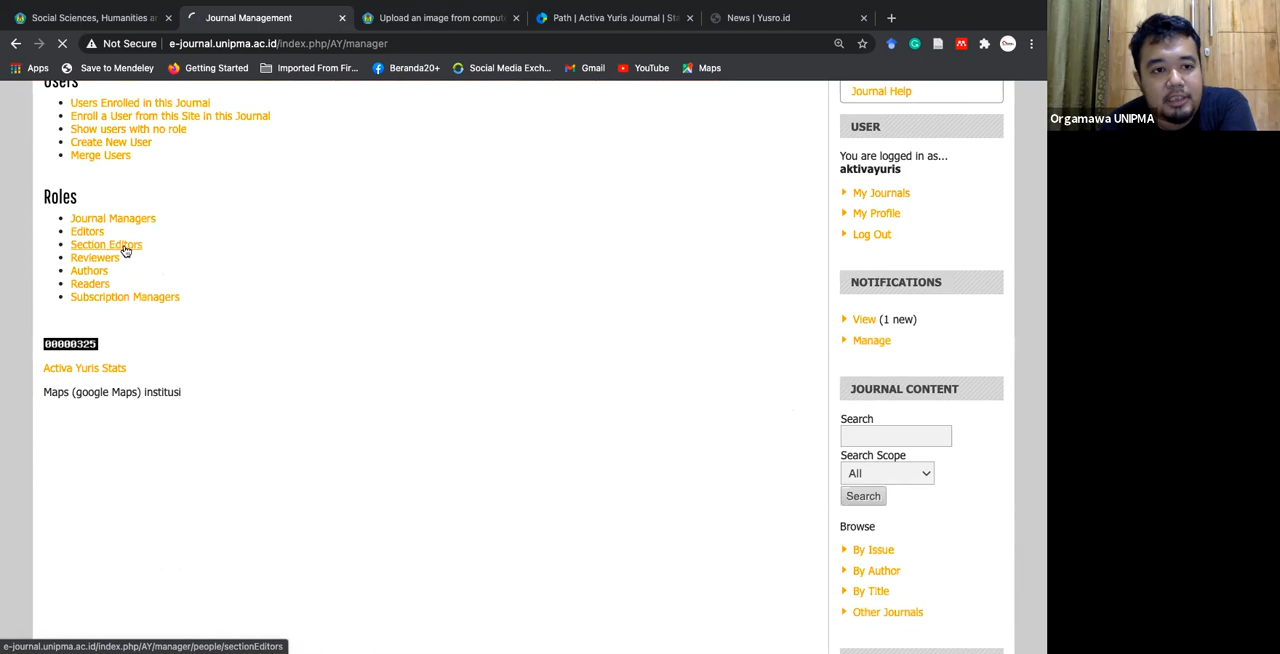 Social Sciences, Humanities an
Journal Management
Upload an image from comput
Path | Activa Yuris Journal | Sta
News | Yusro.id
Not Secure
e-journal.unipma.ac.id/index.php/AY/manager
Apps
Save to Mendeley
Getting Started
Imported From Fir...
Beranda20+
Social Media Exch...
Gmail
YouTube
Maps
Users
Users Enrolled in this Journal
Enroll a User from this Site in this Journal
Show users with no role
Create New User
Merge Users
Roles
Journal Managers
Editors
Section Editors
Reviewers
Authors
Readers
Subscription Managers
00000325
Activa Yuris Stats
Maps (google Maps) institusi
Journal Help
USER
You are logged in as...
aktivayuris
My Journals
My Profile
Log Out
NOTIFICATIONS
View (1 new)
Manage
JOURNAL CONTENT
Search
Search Scope
All
Search
Browse
By Issue
By Author
By Title
Other Journals
e-journal.unipma.ac.id/index.php/AY/manager/people/sectionEditors
Orgamawa UNIPMA